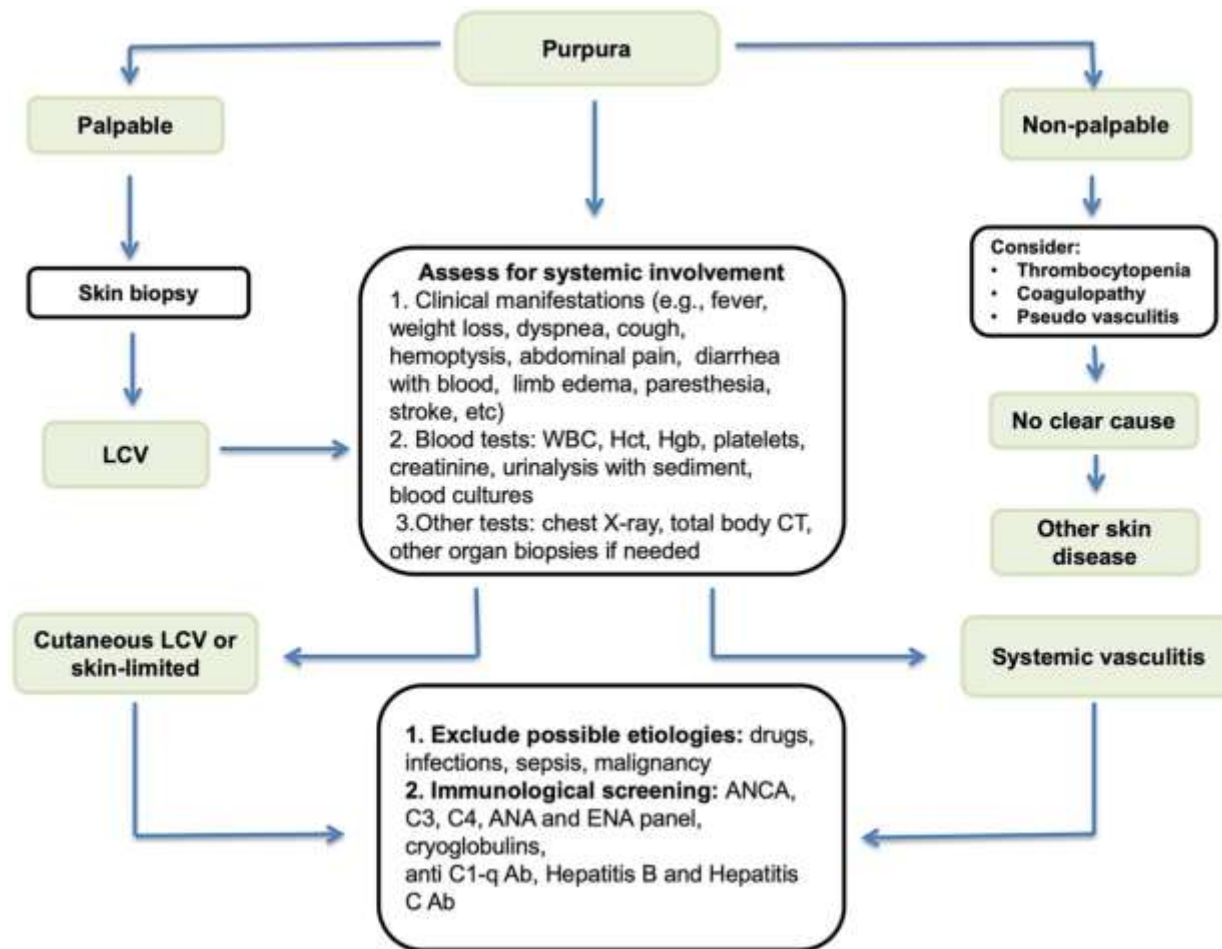 Purpura
Palpable
Non-palpable
Skin biopsy
Consider:
• Thrombocytopenia
• Coagulopathy
• Pseudo vasculitis
LCV
Assess for systemic involvement
1. Clinical manifestations (e.g., fever,
weight loss, dyspnea, cough,
hemoptysis, abdominal pain, diarrhea
with blood, limb edema, paresthesia,
stroke, etc)
2. Blood tests: WBC, Hct, Hgb, platelets,
creatinine, urinalysis with sediment,
blood cultures
3.Other tests: chest X-ray, total body CT,
other organ biopsies if needed
No clear cause
Other skin
disease
Cutaneous LCV or
skin-limited
Systemic vasculitis
1. Exclude possible etiologies: drugs,
infections, sepsis, malignancy
2. Immunological screening: ANCA,
C3, C4, ANA and ENA panel,
cryoglobulins,
anti C1-q Ab, Hepatitis B and Hepatitis
C Ab